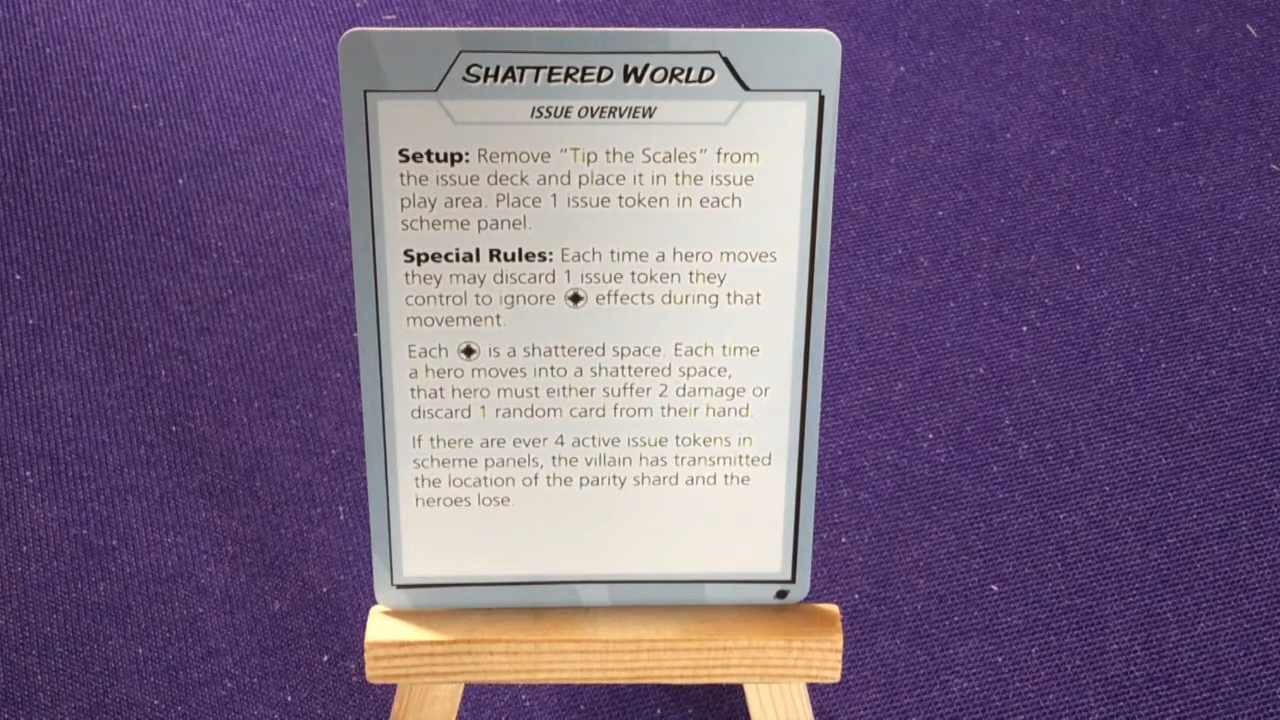 SHATTERED WORLD
ISSUE OVERVIEW
Setup: Remove “Tip the Scales” from
the issue deck and place it in the issue
play area. Place 1 issue token in each
scheme panel.
Special Rules: Each time a hero moves
they may discard 1 issue token they
control to ignore effects during that
movement.
Each is a shattered space. Each time
a hero moves into a shattered space,
that hero must either suffer 2 damage or
discard 1 random card from their hand.
If there are ever 4 active issue tokens in
scheme panels, the villain has transmitted
the location of the parity shard and the
heroes lose.